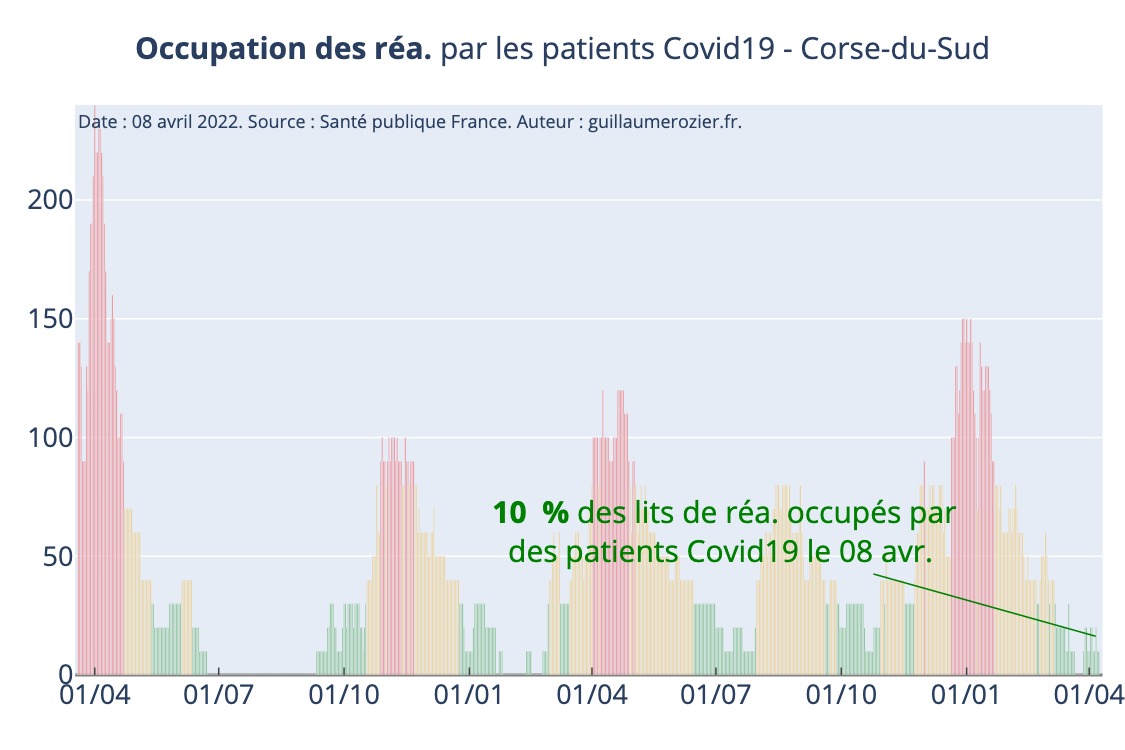 Occupation des réa. par les patients Covid19 - Corse-du-Sud
Date : 08 avril 2022. Source : Santé publique France. Auteur : guillaumerozier.fr.
200
150
100
10 % des lits de réa. occupés par
des patients Covid19 le 08 avr.
50
0
01/04 01/07 01/10 01/01 01/04 01/07 01/10 01/01 01/04